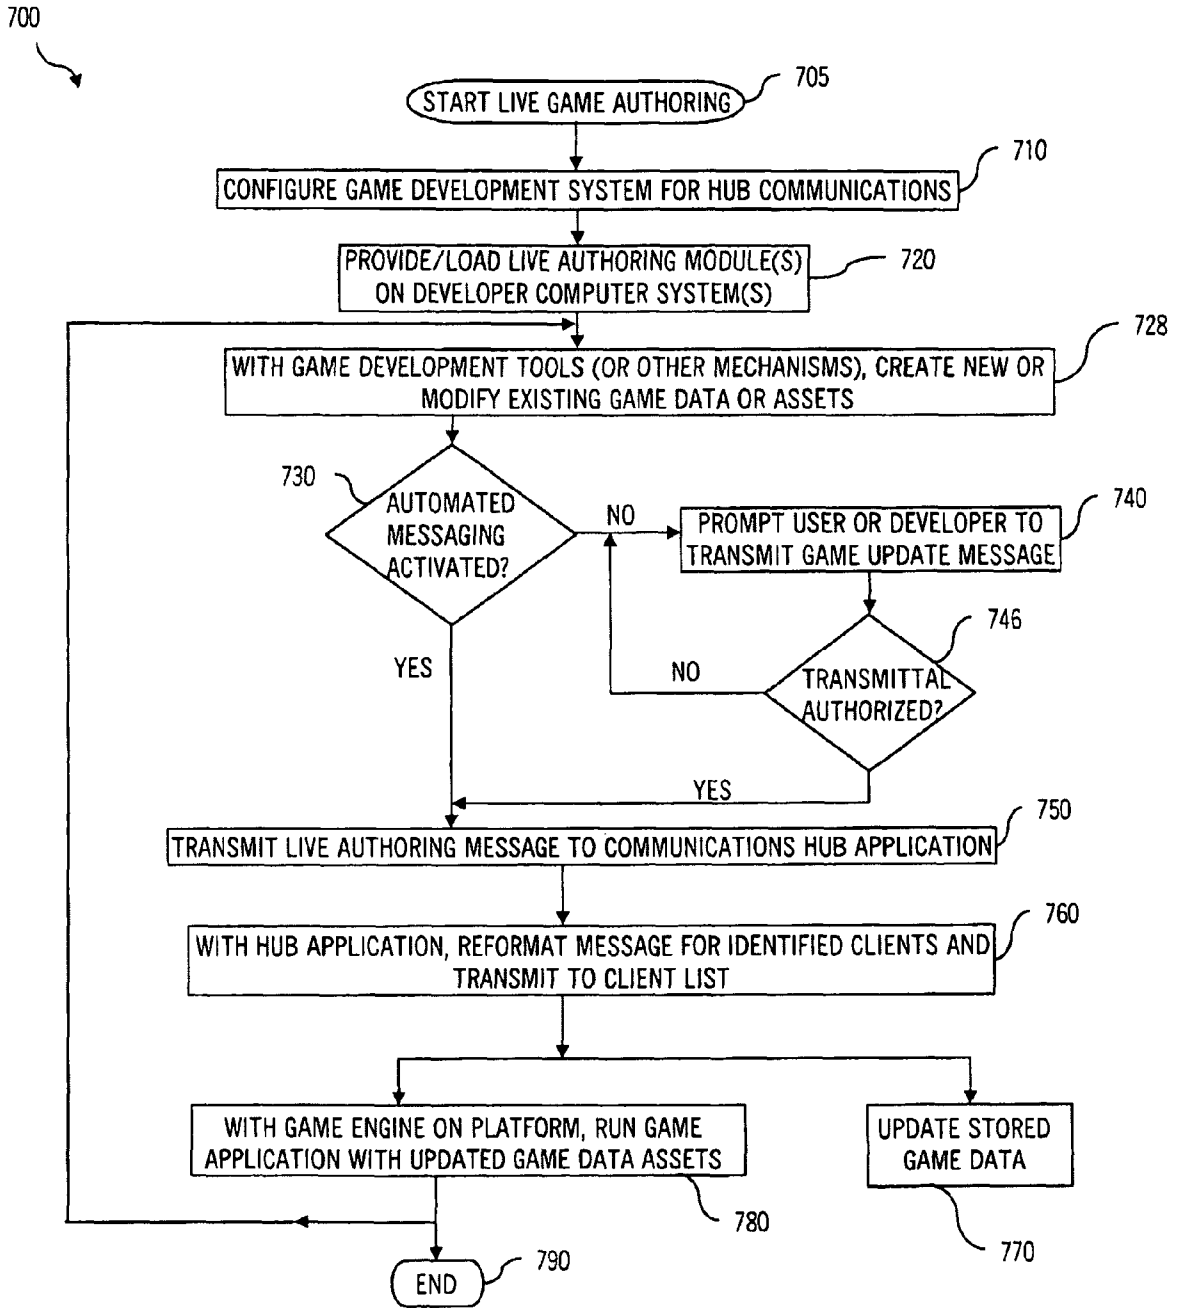 700
705
START LIVE GAME AUTHORING
710
CONFIGURE GAME DEVELOPMENT SYSTEM FOR HUB COMMUNICATIONS
PROVIDE/LOAD LIVE AUTHORING MODULE(S)
ON DEVELOPER COMPUTER SYSTEM(S)
720
728
WITH GAME DEVELOPMENT TOOLS (OR OTHER MECHANISMS), CREATE NEW OR
MODIFY EXISTING GAME DATA OR ASSETS
730
AUTOMATED
MESSAGING
ACTIVATED?
NO
740
PROMPT USER OR DEVELOPER TO
TRANSMIT GAME UPDATE MESSAGE
746
TRANSMITTAL
AUTHORIZED?
NO
YES
YES
750
TRANSMIT LIVE AUTHORING MESSAGE TO COMMUNICATIONS HUB APPLICATION
760
WITH HUB APPLICATION, REFORMAT MESSAGE FOR IDENTIFIED CLIENTS AND
TRANSMIT TO CLIENT LIST
WITH GAME ENGINE ON PLATFORM, RUN GAME
APPLICATION WITH UPDATED GAME DATA ASSETS
780
UPDATE STORED
GAME DATA
770
END
790